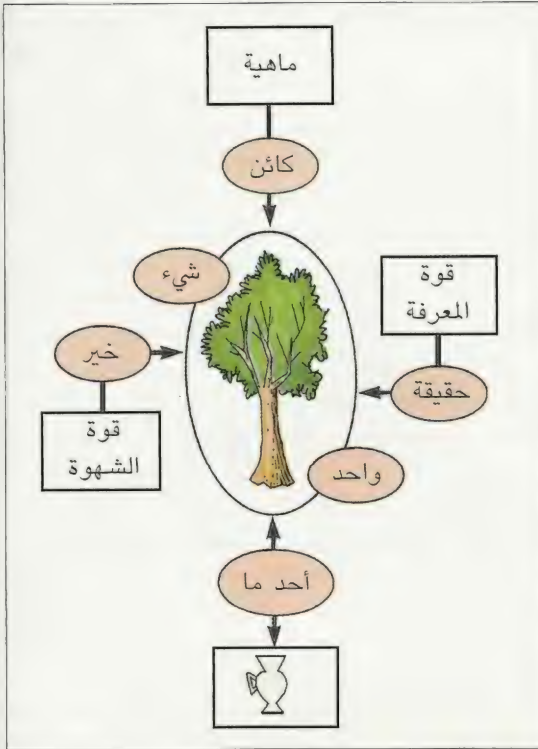 ماهية
كائن
شيء
قوة
المعرفة
خير
حقيقة
قوة
الشهوة
واحد
أحد ما